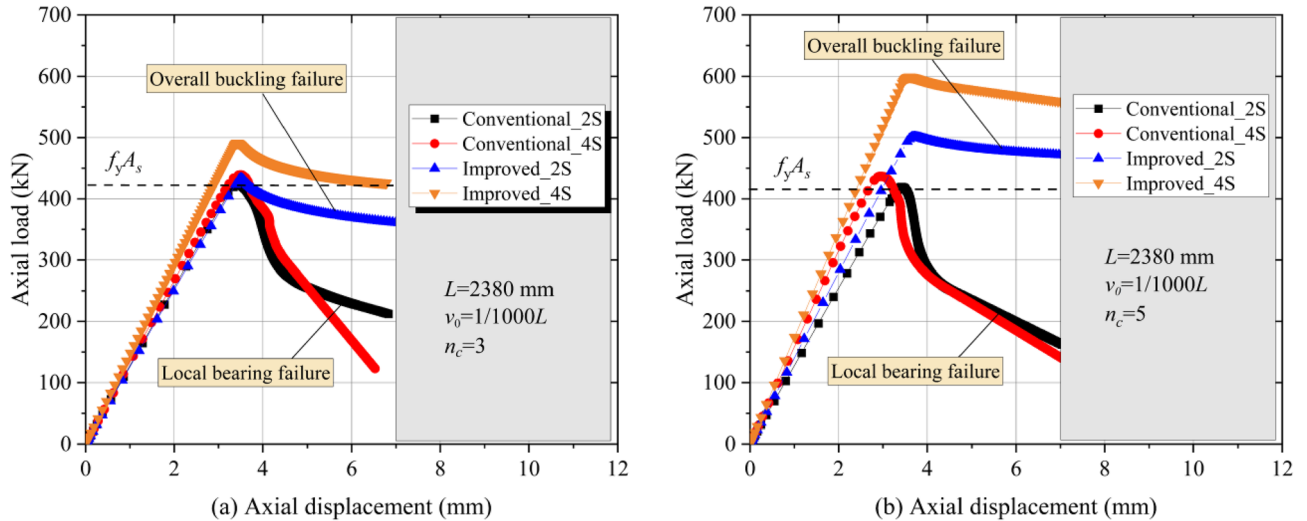 700
600
500
400
300
200
100
0
Axial load (kN)
Overall buckling failure
fyAs
Local bearing failure
Conventional_2S
Conventional_4S
Improved_2S
Improved_4S
L=2380 mm
v0=1/1000L
nc=3
0 2 4 6 8 10 12
(a) Axial displacement (mm)
700
600
500
400
300
200
100
0
Axial load (kN)
Overall buckling failure
fyAs
Local bearing failure
Conventional_2S
Conventional_4S
Improved_2S
Improved_4S
L=2380 mm
v0=1/1000L
nc=5
0 2 4 6 8 10 12
(b) Axial displacement (mm)